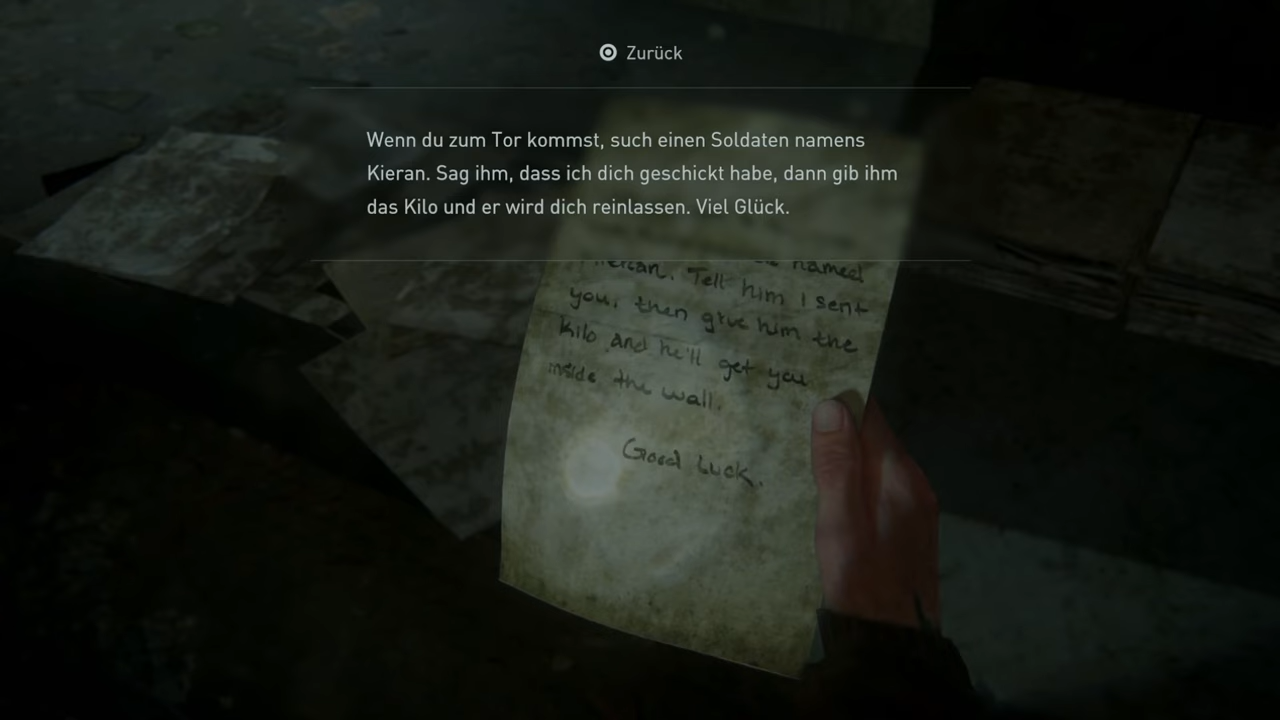 Zurück
Wenn du zum Tor kommst, such einen Soldaten namens
Kieran. Sag ihm, dass ich dich geschickt habe, dann gib ihm
das Kilo und er wird dich reinlassen. Viel Glück.
named
Kieran. Tell him I sent
you, then give him the
Kilo and he'll get you
inside the wall.
Good Luck.